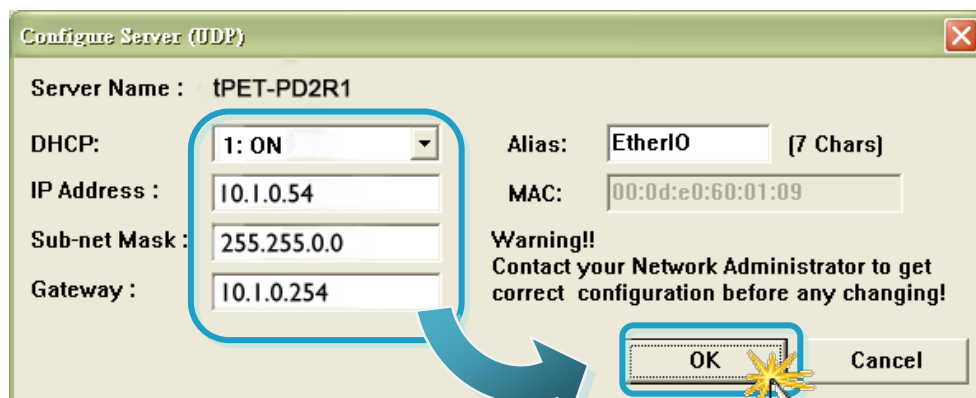 Configure Server (UDP)
Server Name : tPET-PD2R1
DHCP: 1: ON
Alias: EtherIO (7 Chars)
IP Address : 10.1.0.54
MAC: 00:0d:e0:60:01:09
Sub-net Mask : 255.255.0.0
Gateway : 10.1.0.254
Warning!!
Contact your Network Administrator to get
correct configuration before any changing!
OK
Cancel